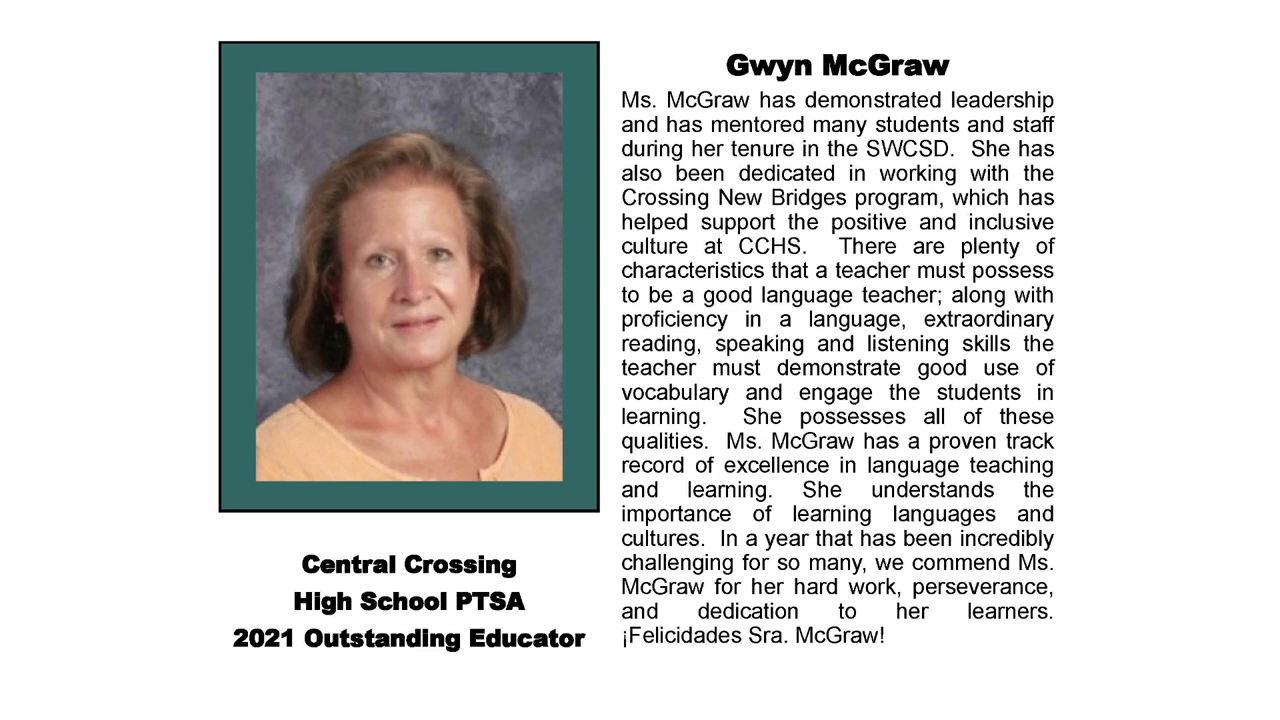 Gwyn McGraw
Ms. McGraw has demonstrated leadership
and has mentored many students and staff
during her tenure in the SWCSD.  She has
also been dedicated in working with the
Crossing New Bridges program, which has
helped support the positive and inclusive
culture at CCHS.  There are plenty of
characteristics that a teacher must possess
to be a good language teacher; along with
proficiency in a language, extraordinary
reading, speaking and listening skills the
teacher must demonstrate good use of
vocabulary and engage the students in
learning.  She possesses all of these
qualities.  Ms. McGraw has a proven track
record of excellence in language teaching
and learning. She understands the
importance of learning languages and
cultures.  In a year that has been incredibly
challenging for so many, we commend Ms.
McGraw for her hard work, perseverance,
and dedication to her learners.
¡Felicidades Sra. McGraw!
Central Crossing
High School PTSA
2021 Outstanding Educator